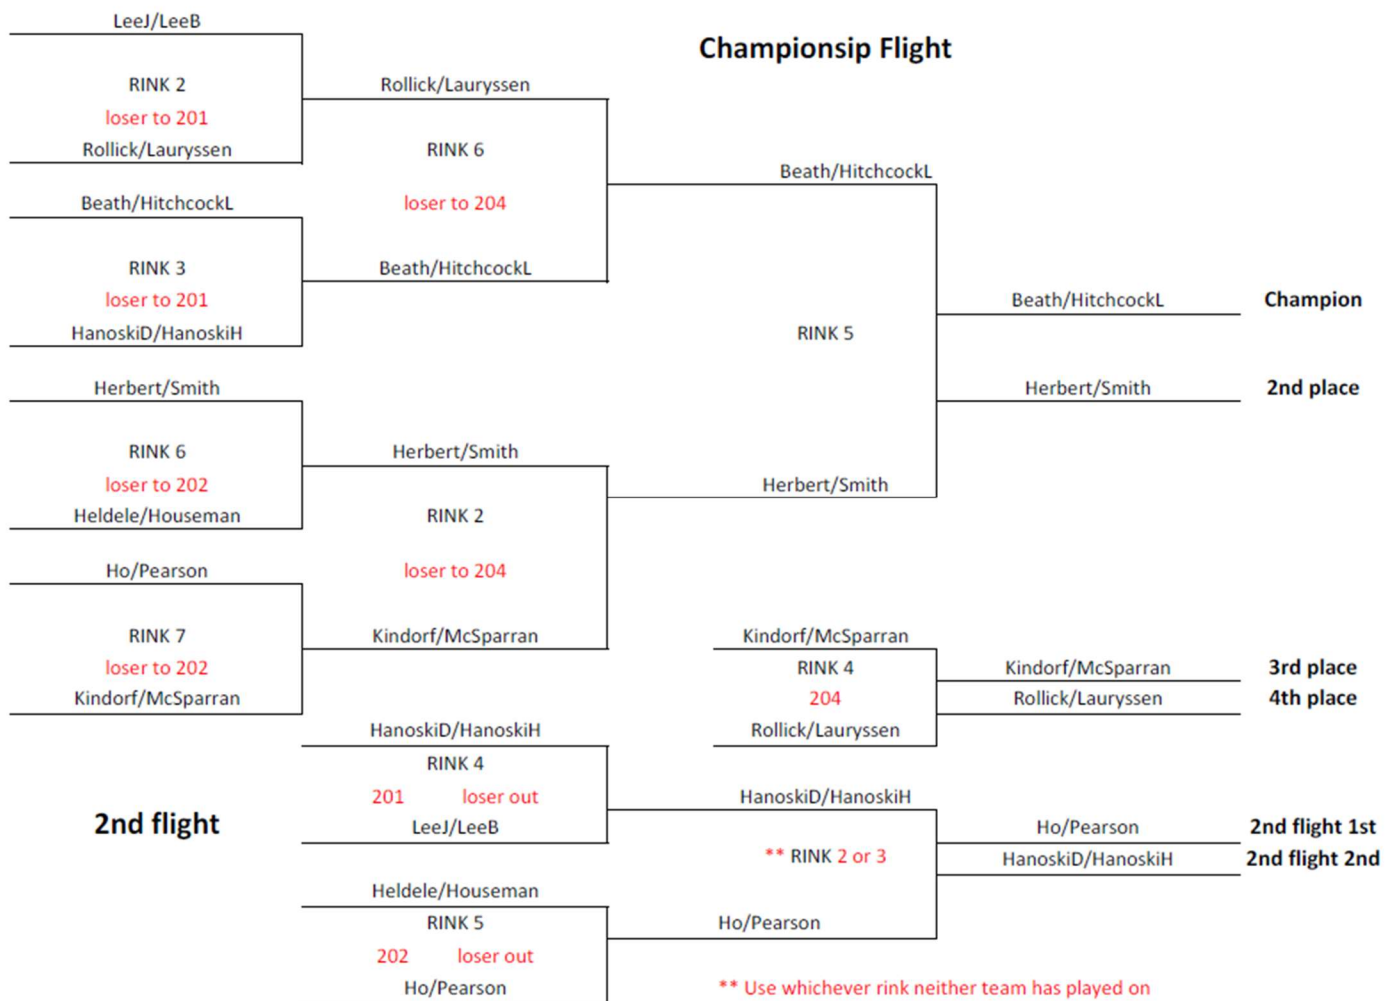 LeeJ/LeeB
Championsip Flight
RINK 2
Rollick/Lauryssen
loser to 201
Rollick/Lauryssen
RINK 6
Beath/HitchcockL
Beath/HitchcockL
loser to 204
RINK 3
Beath/HitchcockL
loser to 201
Beath/HitchcockL
Champion
HanoskiD/HanoskiH
RINK 5
Herbert/Smith
Herbert/Smith
2nd place
RINK 6
Herbert/Smith
loser to 202
Herbert/Smith
Heldele/Houseman
RINK 2
Ho/Pearson
loser to 204
RINK 7
Kindorf/McSparran
Kindorf/McSparran
loser to 202
RINK 4
Kindorf/McSparran
3rd place
Kindorf/McSparran
204
Rollick/Lauryssen
4th place
HanoskiD/HanoskiH
Rollick/Lauryssen
RINK 4
201 loser out
HanoskiD/HanoskiH
2nd flight
LeeJ/LeeB
Ho/Pearson
2nd flight 1st
** RINK 2 or 3
HanoskiD/HanoskiH
2nd flight 2nd
Heldele/Houseman
RINK 5
Ho/Pearson
202 loser out
Ho/Pearson
** Use whichever rink neither team has played on